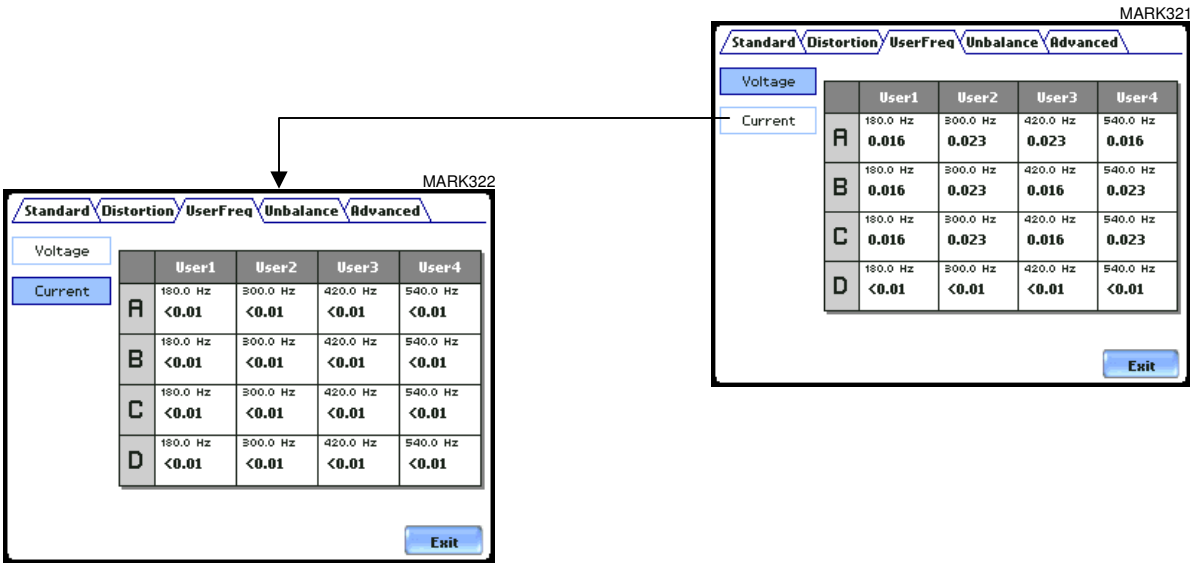 MARK321
Standard Distortion UserFreq Unbalance Advanced
Voltage
Current
User1 User2 User3 User4
180.0 Hz 300.0 Hz 420.0 Hz 540.0 Hz
A 0.016 0.023 0.023 0.016
180.0 Hz 300.0 Hz 420.0 Hz 540.0 Hz
B 0.016 0.023 0.016 0.023
180.0 Hz 300.0 Hz 420.0 Hz 540.0 Hz
C 0.016 0.023 0.016 0.023
180.0 Hz 300.0 Hz 420.0 Hz 540.0 Hz
D <0.01 <0.01 <0.01 <0.01
Exit
MARK322
Standard Distortion UserFreq Unbalance Advanced
Voltage
Current
User1 User2 User3 User4
180.0 Hz 300.0 Hz 420.0 Hz 540.0 Hz
A <0.01 <0.01 <0.01 <0.01
180.0 Hz 300.0 Hz 420.0 Hz 540.0 Hz
B <0.01 <0.01 <0.01 <0.01
180.0 Hz 300.0 Hz 420.0 Hz 540.0 Hz
C <0.01 <0.01 <0.01 <0.01
180.0 Hz 300.0 Hz 420.0 Hz 540.0 Hz
D <0.01 <0.01 <0.01 <0.01
Exit